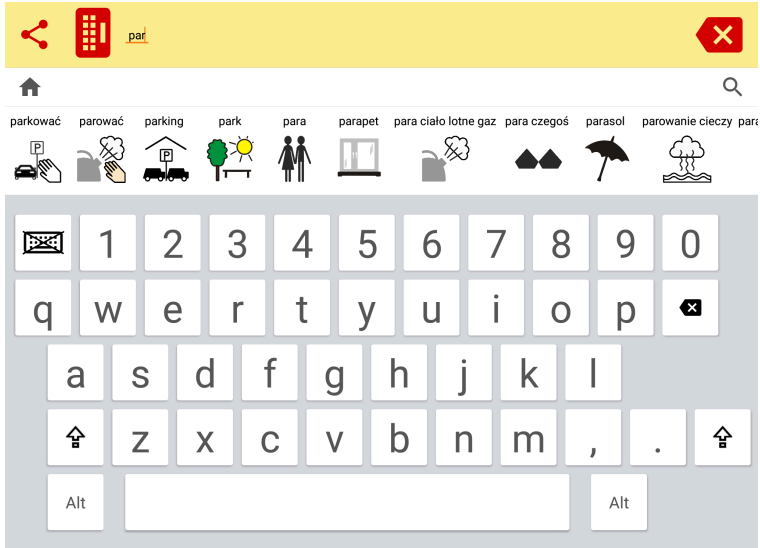 par
parkować parować parking park para parapet para ciało lotne gaz para czegoś parasol parowanie cieczy para
P P
1 2 3 4 5 6 7 8 9 0
q w e r t y u i o p
a s d f g h j k l
z x c v b n m , .
Alt Alt